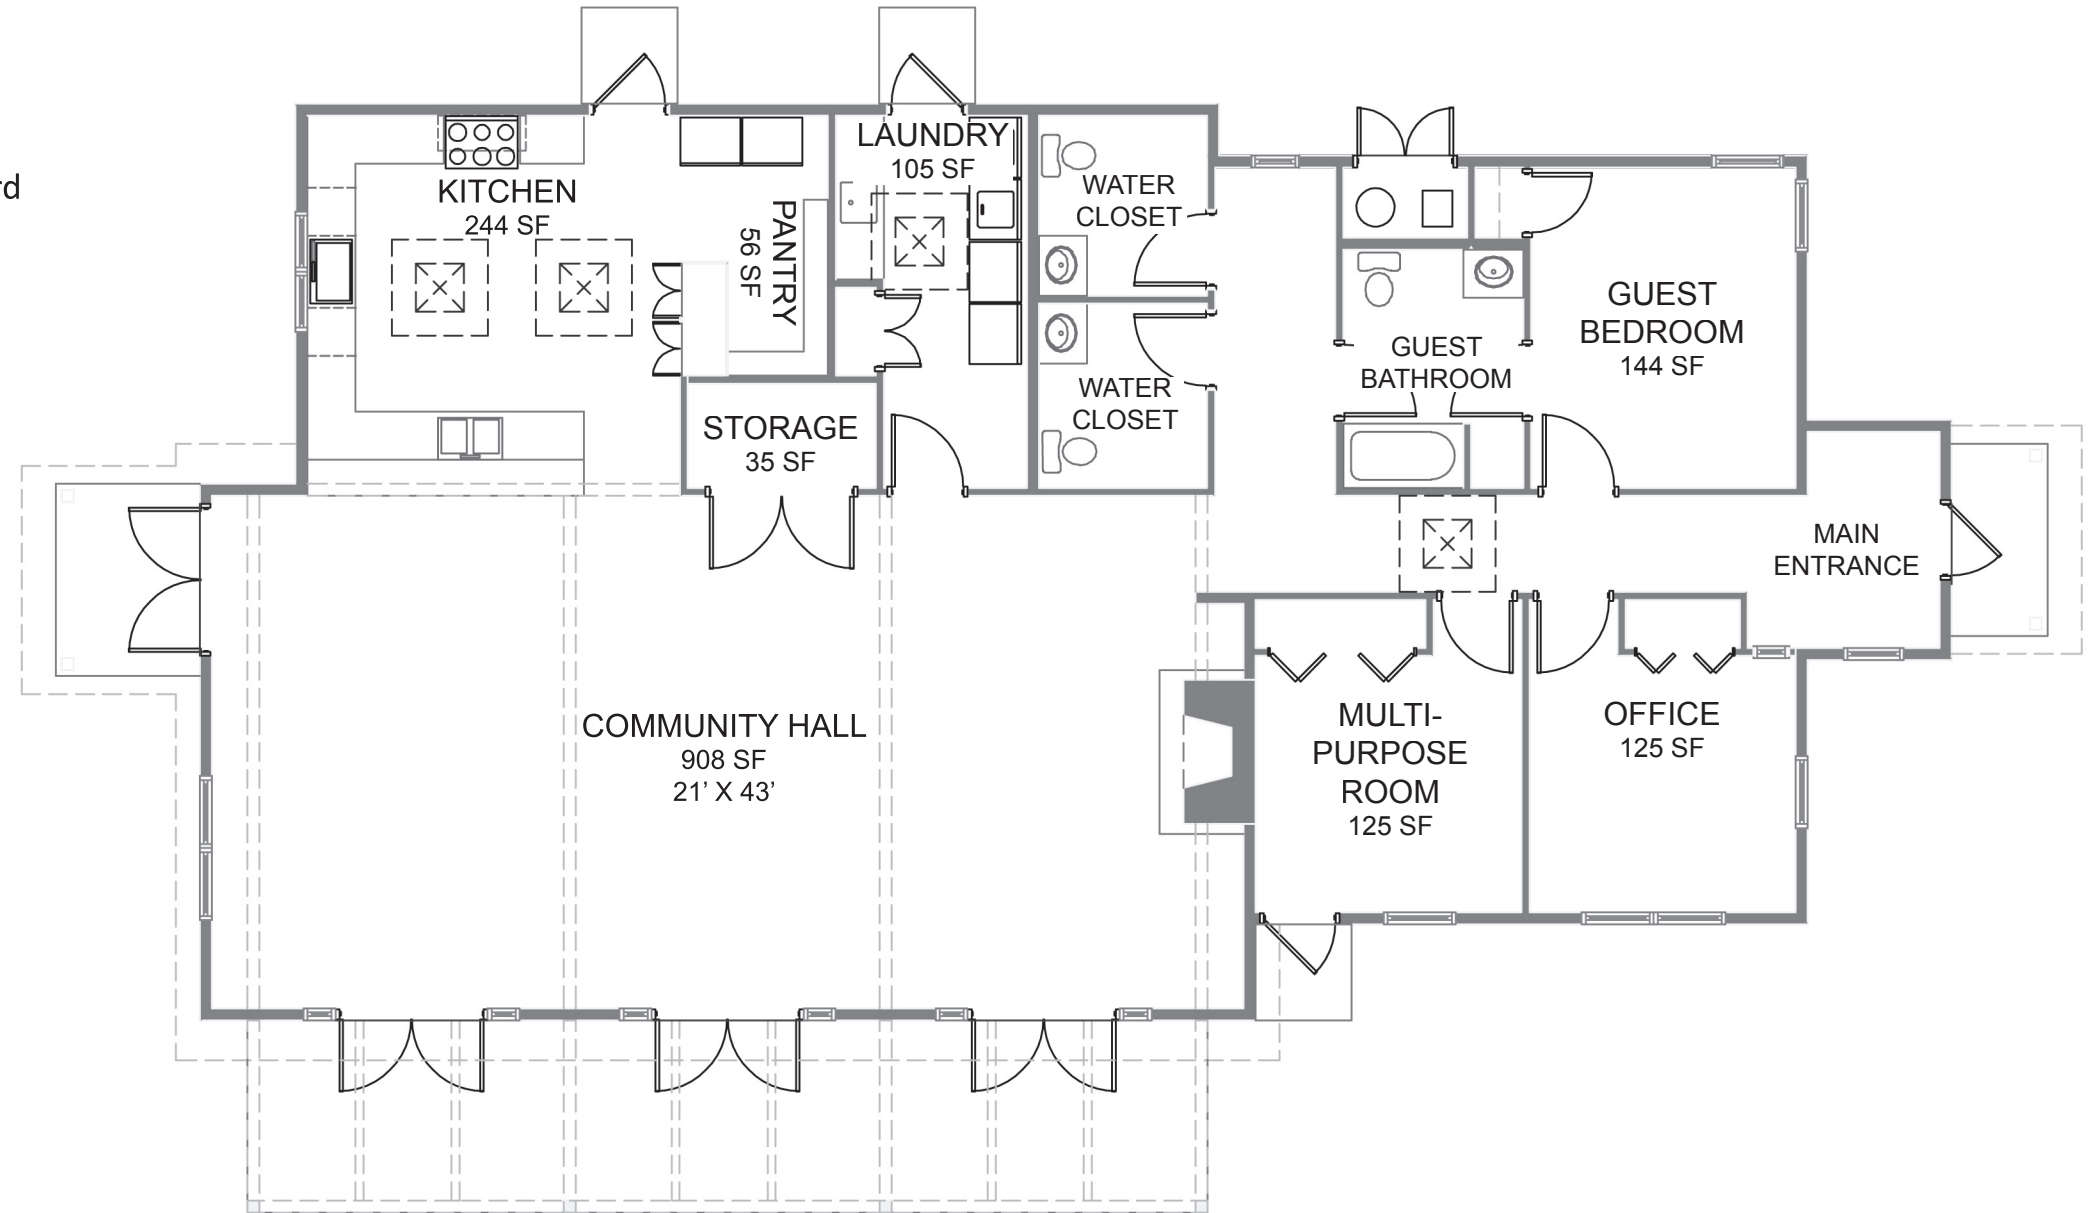 rd
KITCHEN
244 SF
PANTRY
56 SF
LAUNDRY
105 SF
WATER
CLOSET
WATER
CLOSET
STORAGE
35 SF
GUEST
BATHROOM
GUEST
BEDROOM
144 SF
MAIN
ENTRANCE
COMMUNITY HALL
908 SF
21’ X 43’
MULTI-
PURPOSE
ROOM
125 SF
OFFICE
125 SF